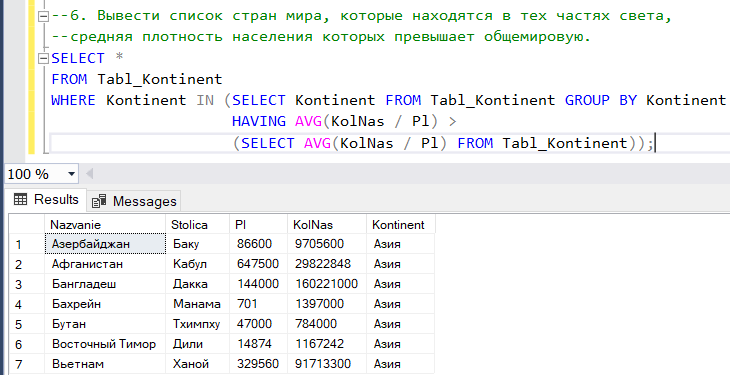 --6. Вывести список стран мира, которые находятся в тех частях света,
--средняя плотность населения которых превышает общемировую.
SELECT *
FROM Tabl_Kontinent
WHERE Kontinent IN (SELECT Kontinent FROM Tabl_Kontinent GROUP BY Kontinent
HAVING AVG(KolNas / Pl) >
(SELECT AVG(KolNas / Pl) FROM Tabl_Kontinent));
100 %
Results Messages
Nazvanie Stolica Pl KolNas Kontinent
1 Азербайджан Баку 86600 9705600 Азия
2 Афганистан Кабул 647500 29822848 Азия
3 Бангладеш Дакка 144000 160221000 Азия
4 Бахрейн Манама 701 1397000 Азия
5 Бутан Тхимпху 47000 784000 Азия
6 Восточный Тимор Дили 14874 1167242 Азия
7 Вьетнам Ханой 329560 91713300 Азия